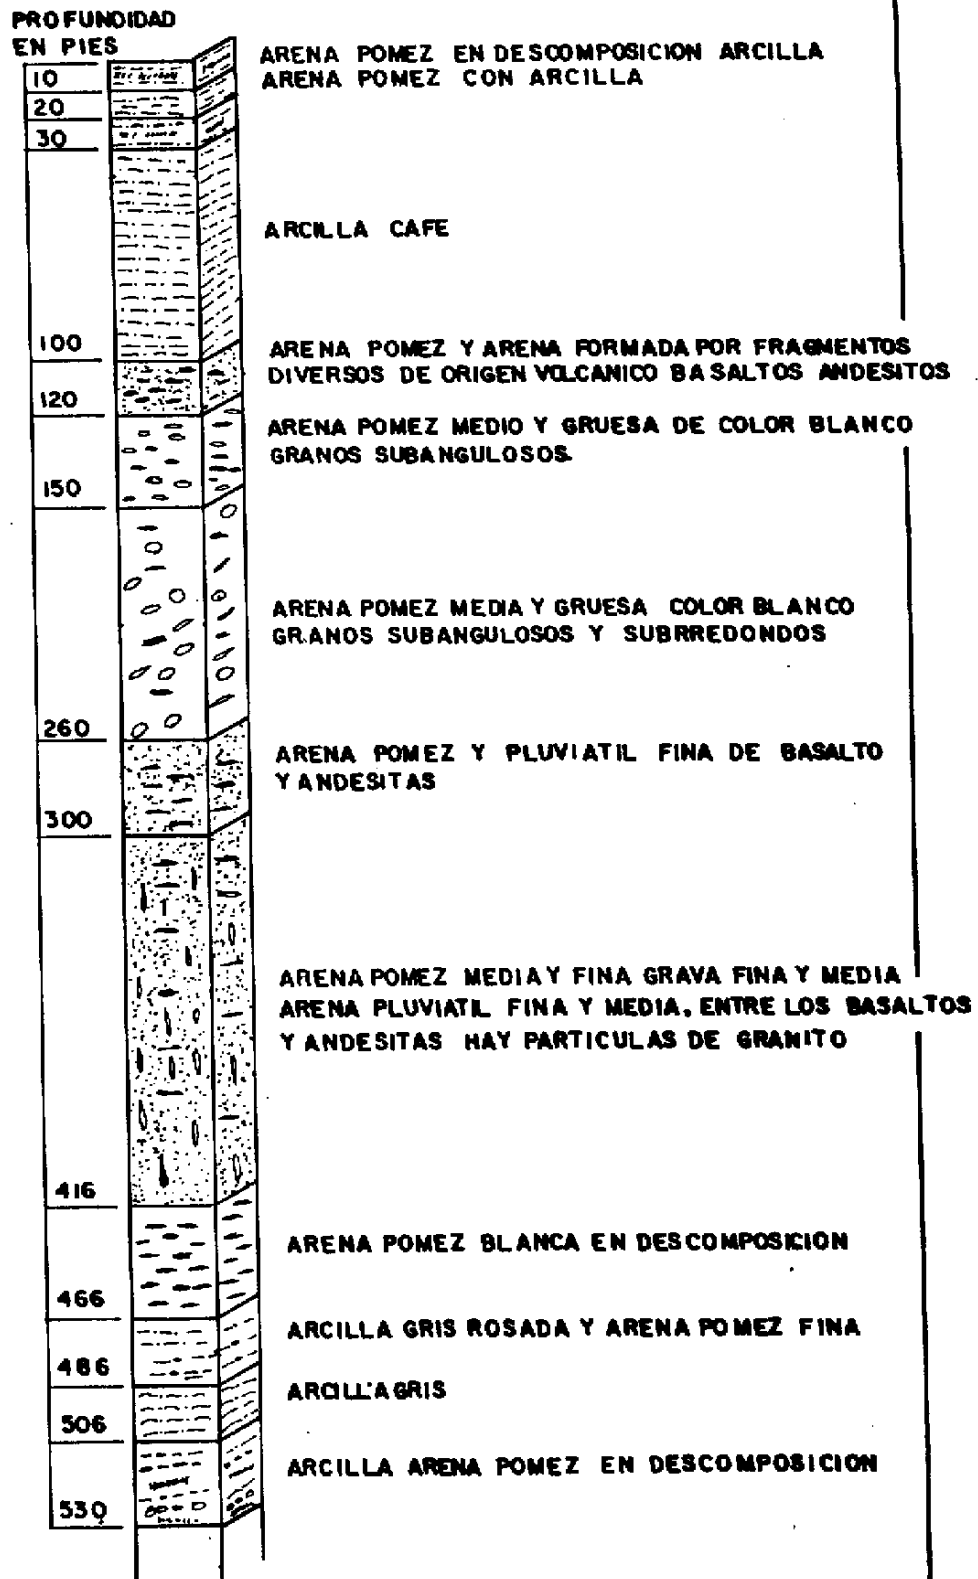 PROFUNDIDAD
EN PIES
ARENA POMEZ EN DESCOMPOSICION ARCILLA
10
ARENA POMEZ CON ARCILLA
20
30
ARCILLA CAFE
100
ARENA POMEZ Y ARENA FORMADA POR FRAGMENTOS
DIVERSOS DE ORIGEN VOLCANICO BASALTOS ANDESITOS
120
ARENA POMEZ MEDIO Y GRUESA DE COLOR BLANCO
GRANOS SUBANGULOSOS.
150
ARENA POMEZ MEDIA Y GRUESA COLOR BLANCO
GRANOS SUBANGULOSOS Y SUBRREDONDOS
260
ARENA POMEZ Y PLUVIATIL FINA DE BASALTO
Y ANDESITAS
300
ARENA POMEZ MEDIA Y FINA GRAVA FINA Y MEDIA
ARENA PLUVIATIL FINA Y MEDIA, ENTRE LOS BASALTOS
Y ANDESITAS HAY PARTICULAS DE GRANITO
416
ARENA POMEZ BLANCA EN DESCOMPOSICION
466
ARCILLA GRIS ROSADA Y ARENA POMEZ FINA
486
ARCILLA GRIS
506
ARCILLA ARENA POMEZ EN DESCOMPOSICION
530